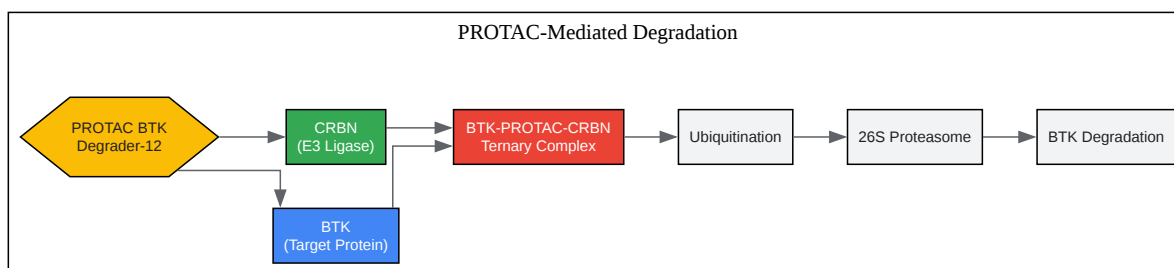 PROTAC-Mediated Degradation
PROTAC BTK
Degrader-12
CRBN
(E3 Ligase)
BTK-PROTAC-CRBN
Ternary Complex
Ubiquitination
26S Proteasome
BTK Degradation
BTK
(Target Protein)